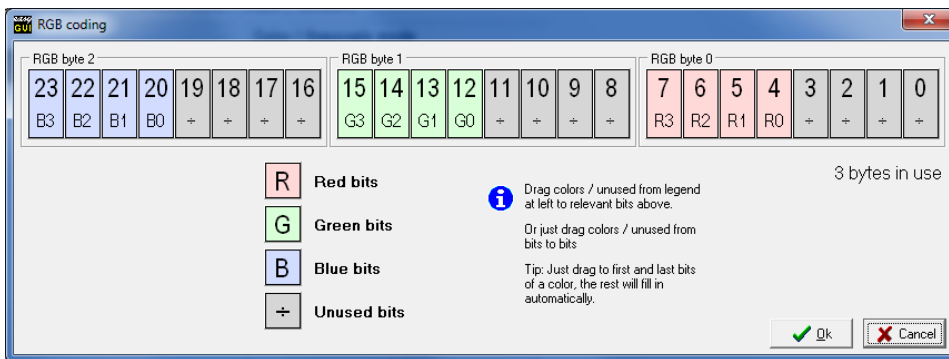 easy
GUI RGB coding
RGB byte 2
RGB byte 1
RGB byte 0
23 22 21 20 19 18 17 16
B3 B2 B1 B0 ÷ ÷ ÷ ÷
15 14 13 12 11 10 9 8
G3 G2 G1 G0 ÷ ÷ ÷ ÷
7 6 5 4 3 2 1 0
R3 R2 R1 R0 ÷ ÷ ÷ ÷
3 bytes in use
R Red bits
G Green bits
B Blue bits
÷ Unused bits
Drag colors / unused from legend
at left to relevant bits above.
Or just drag colors / unused from
bits to bits
Tip: Just drag to first and last bits
of a color, the rest will fill in
automatically.
Ok
Cancel